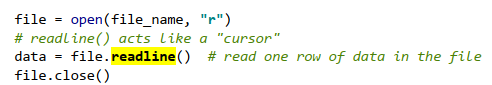 file = open(file_name, "r")
# readline() acts like a "cursor"
data = file.readline()  # read one row of data in the file
file.close()